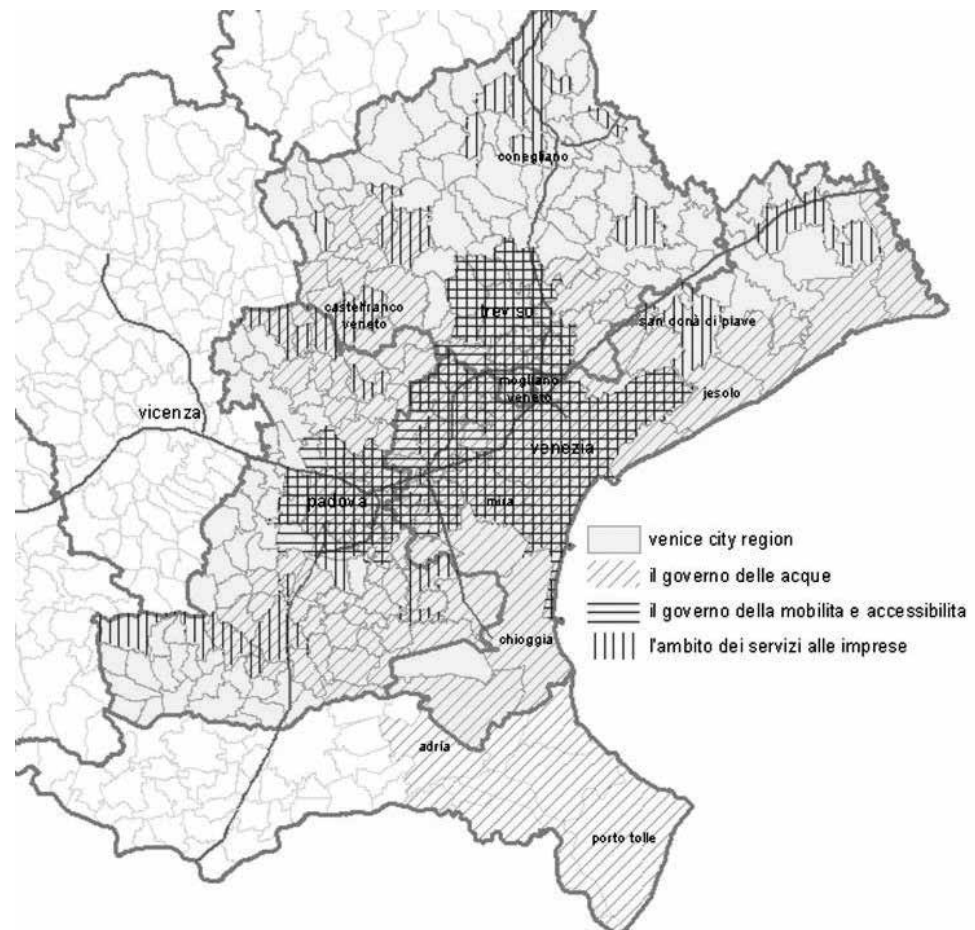 conegliano
castelfranco
veneto
treviso
san donà di piave
mogliano
veneto
jesolo
vicenza
venezia
padova
mira
venice city region
il governo delle acque
il governo della mobilita e accessibilita
l'ambito dei servizi alle imprese
chioggia
adria
porto tolle